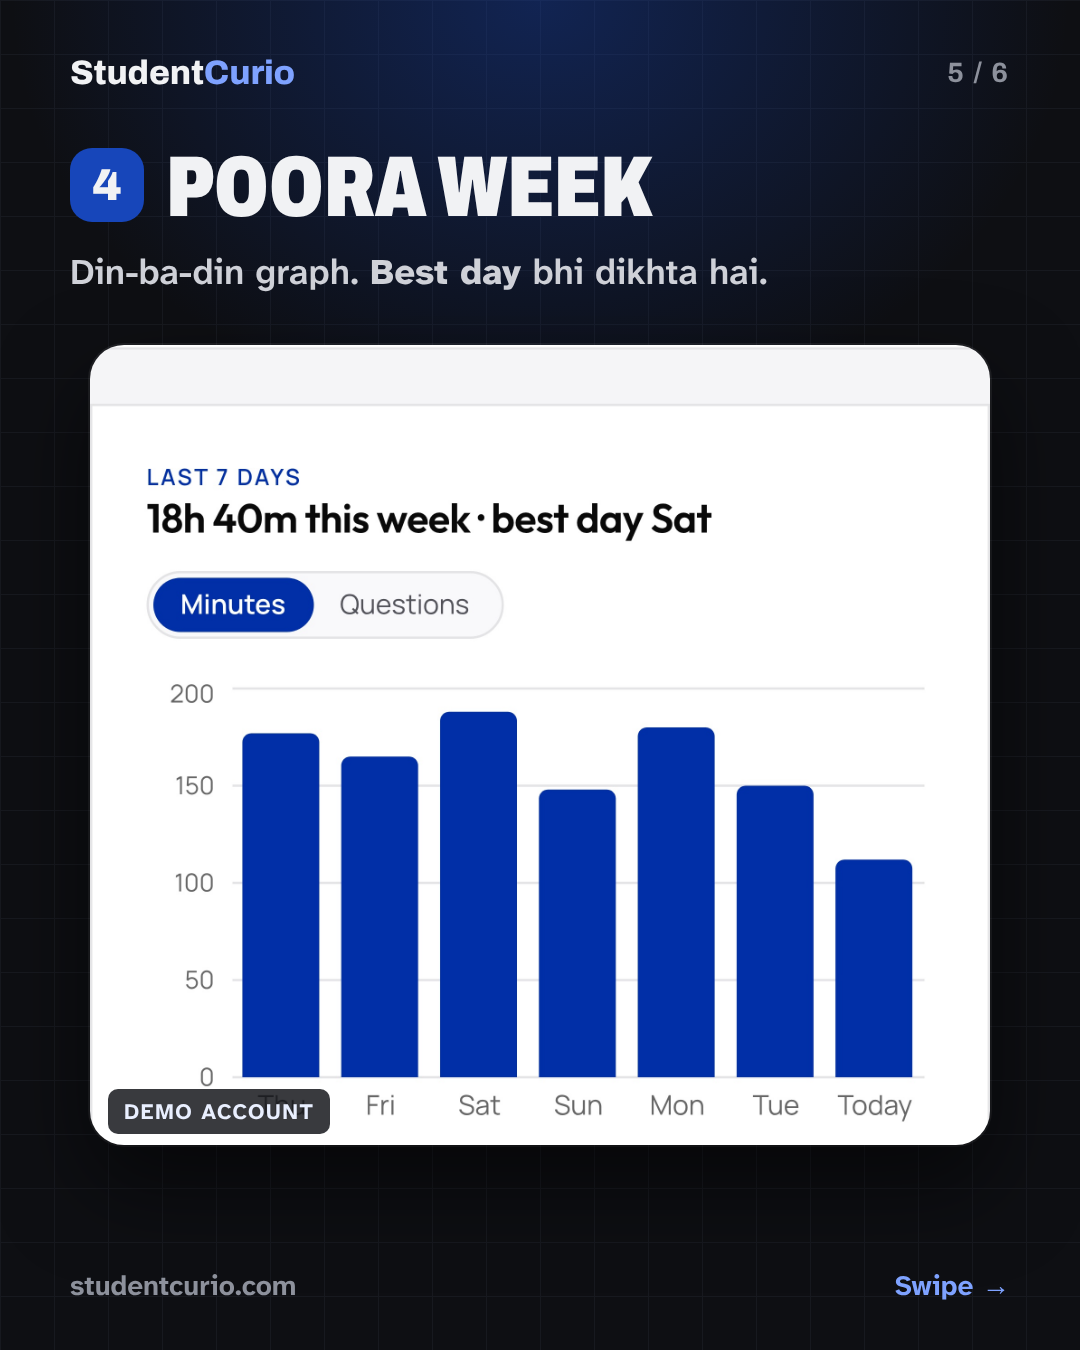 StudentCurio
5 / 6
4 POORA WEEK
Din-ba-din graph. Best day bhi dikhta hai.
LAST 7 DAYS
18h 40m this week · best day Sat
Minutes Questions
200
150
100
50
0
Thu Fri Sat Sun Mon Tue Today
DEMO ACCOUNT
studentcurio.com
Swipe →